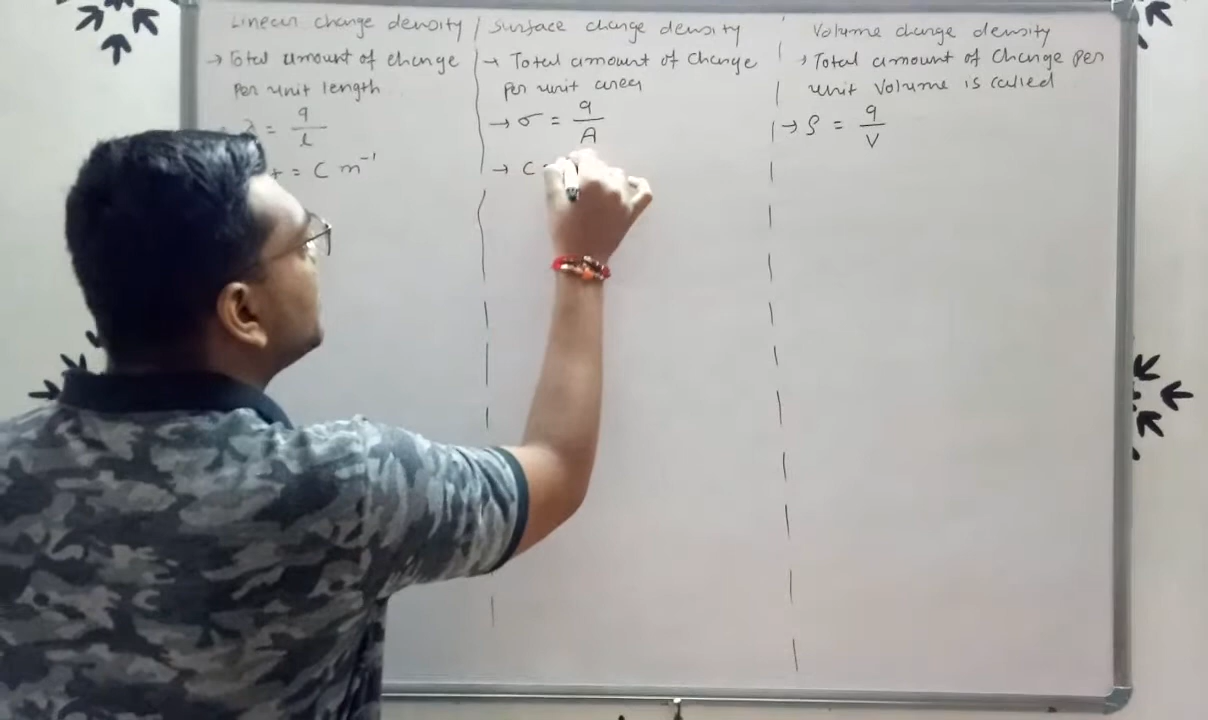 Linear charge density
→ Total amount of charge
per unit length
λ = q/l
t = C m⁻¹
Surface charge density
→ Total amount of charge
per unit area
→ σ = q/A
→ C
Volume charge density
→ Total amount of charge per
unit volume is called
→ ρ = q/V